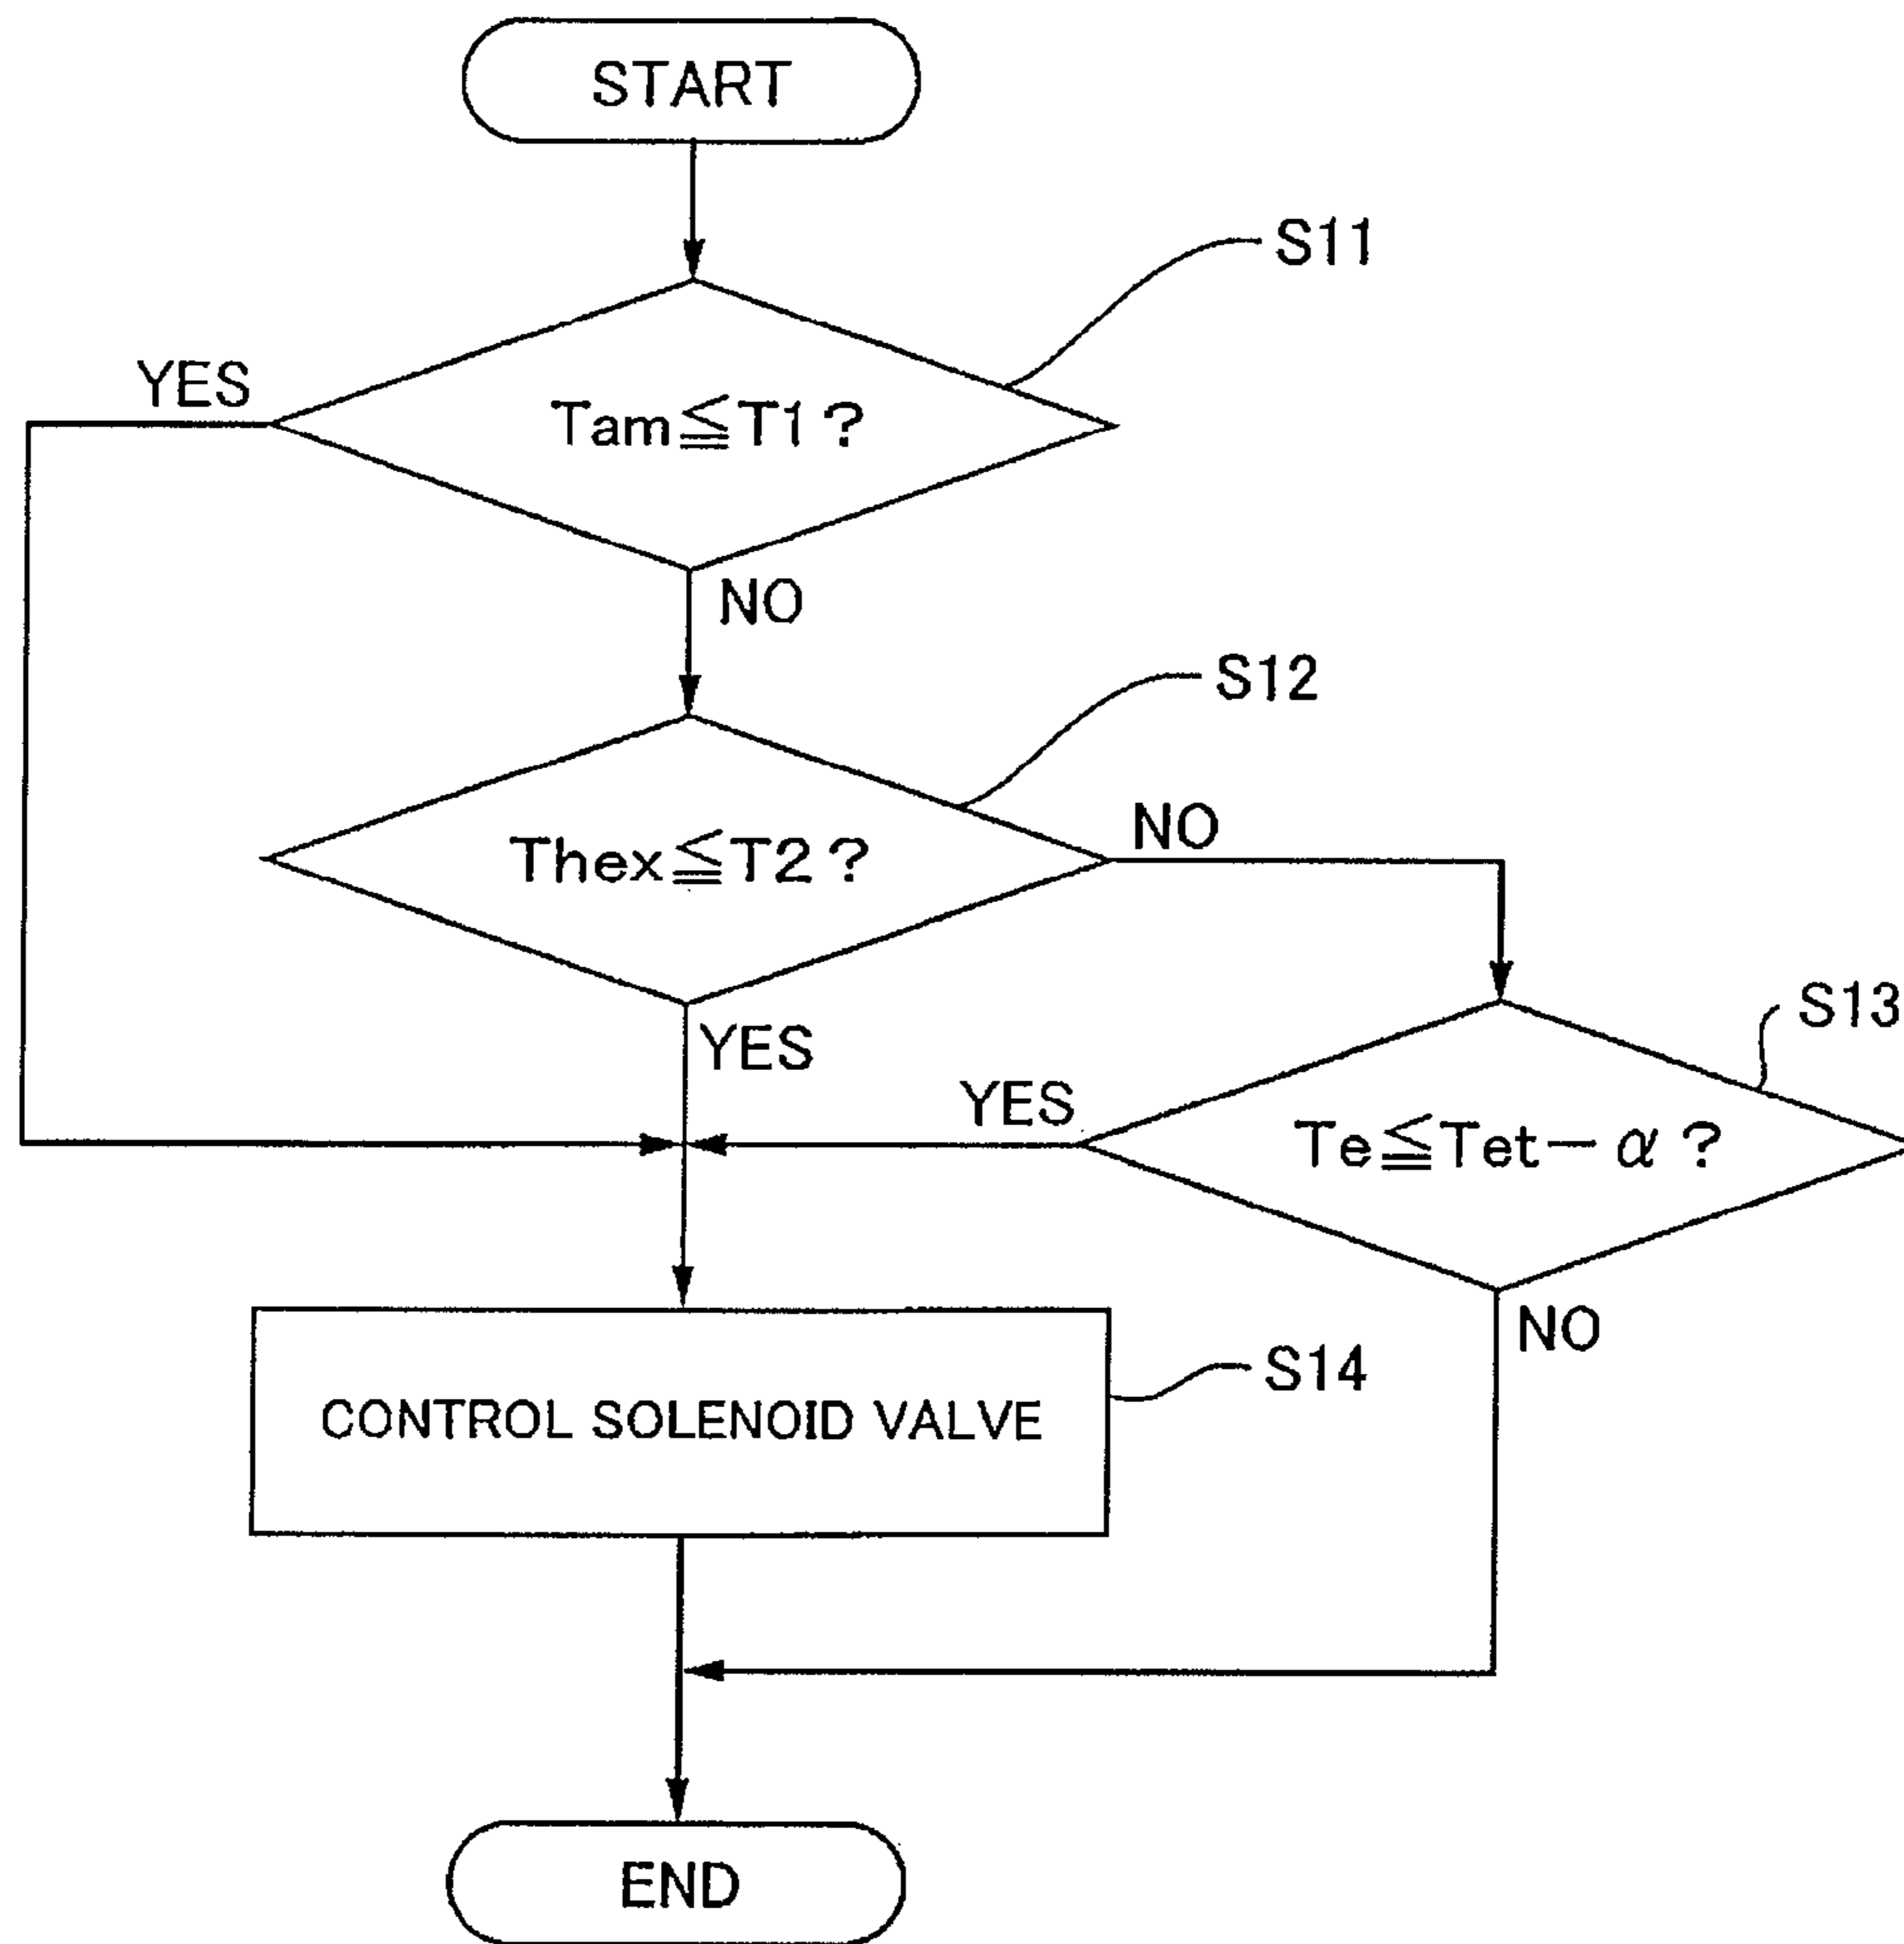 START
S11
YES
Tam≦T1?
NO
S12
NO
Thex≦T2?
S13
YES
YES
Te≦Tet-α?
NO
S14
CONTROL SOLENOID VALVE
END